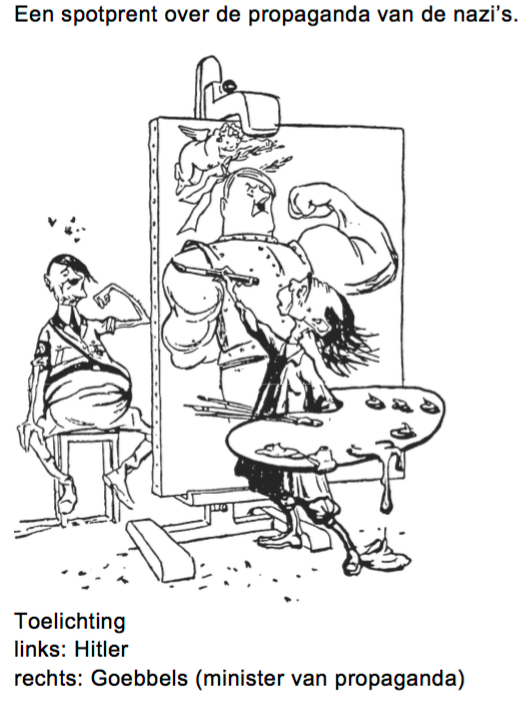 Een spotprent over de propaganda van de nazi's.
Toelichting
links: Hitler
rechts: Goebbels (minister van propaganda)